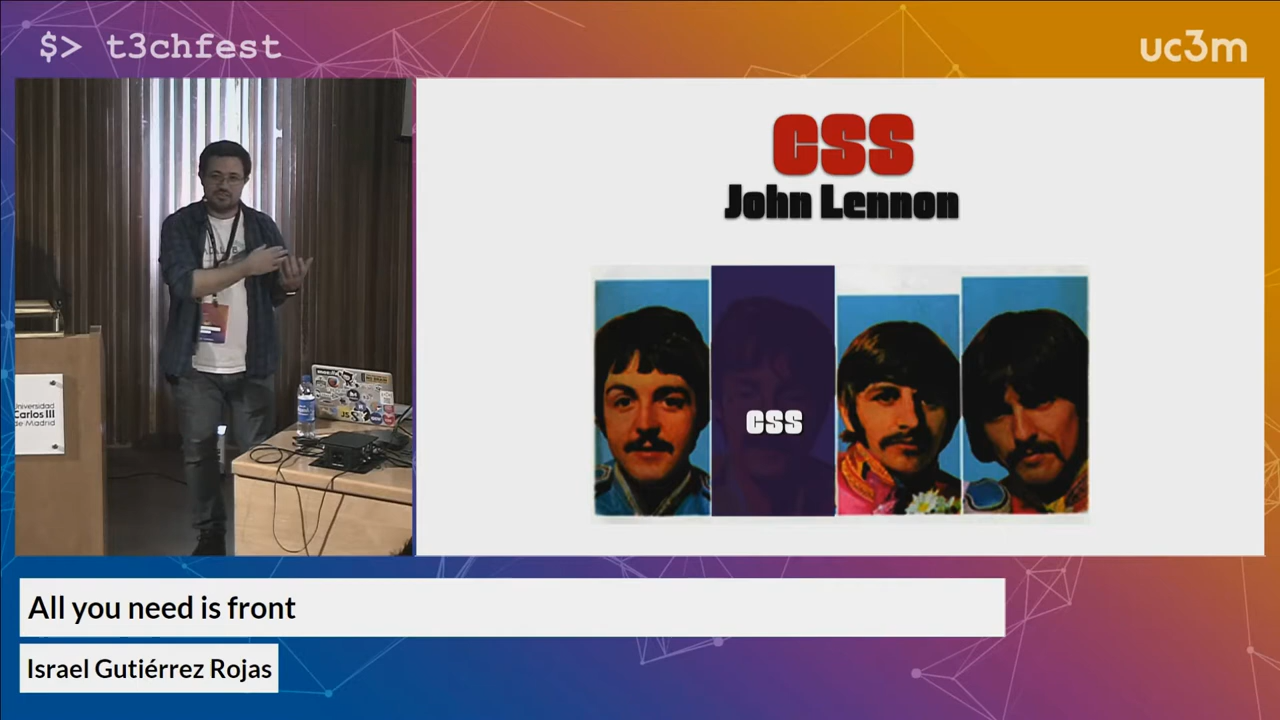 $> t3chfest
uc3m
CSS
John Lennon
CSS
Universidad
Carlos III
de Madrid
JS
All you need is front
Israel Gutiérrez Rojas